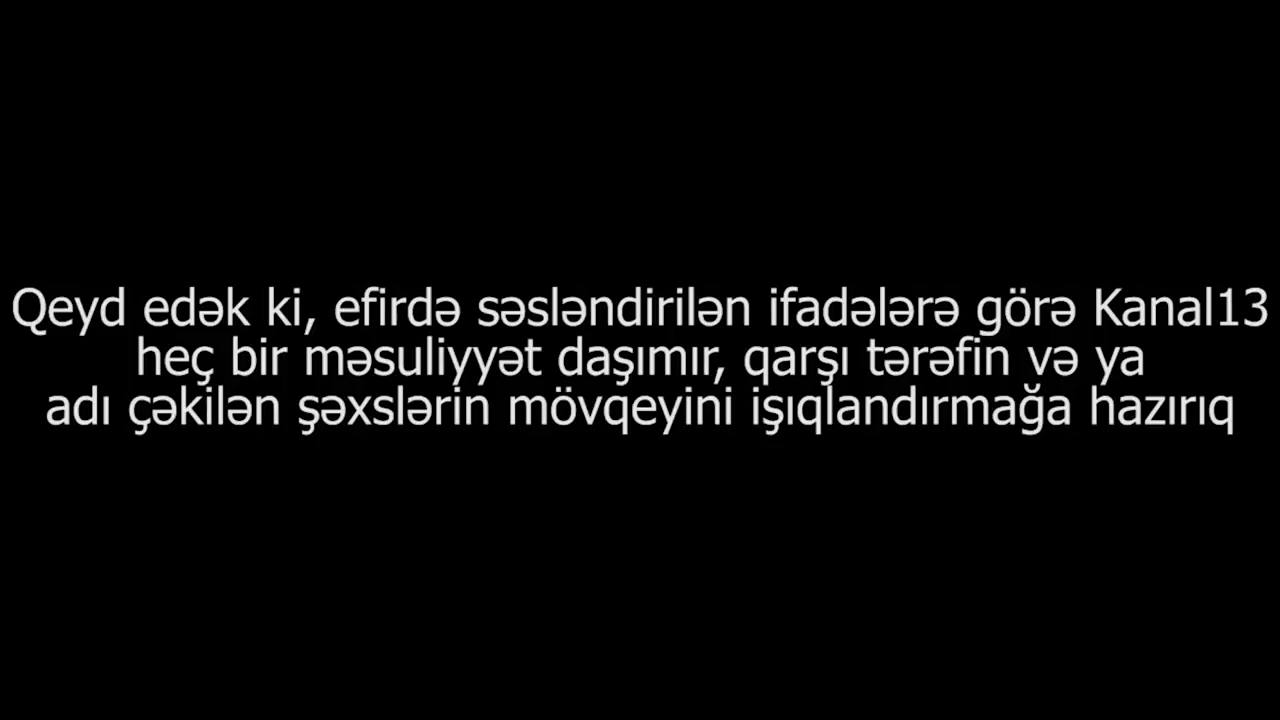 Qeyd edək ki, efirdə səsləndirilən ifadələrə görə Kanal13
heç bir məsuliyyət daşımır, qarşı tərəfin və ya
adı çəkilən şəxslərin mövqeyini işıqlandırmağa hazırıq